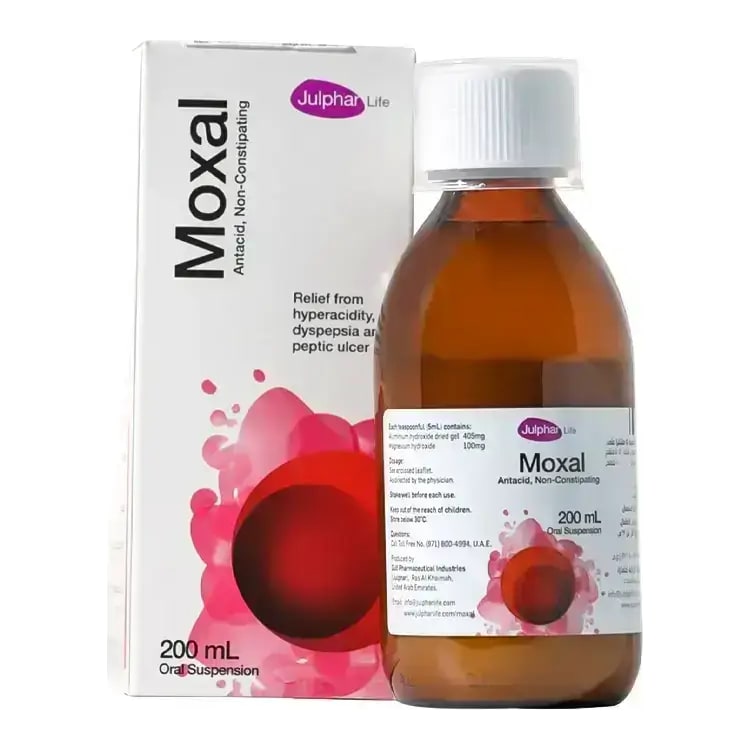 Julphar Life
Moxal
Antacid, Non-Constipating
Relief from
hyperacidity,
dyspepsia
peptic ulcer
200 mL
Oral Suspension
Each teaspoonful (5mL) contains:
Aluminum hydroxide dried gel 405mg
Magnesium hydroxide 100mg
Dosage:
See enclosed leaflet.
As directed by the physician.
Shake well before each use.
Keep out of the reach of children.
Store below 30°C.
Questions:
Call Toll Free No. (971) 800-4994, U.A.E.
Produced by
Gulf Pharmaceutical Industries
(Julphar), Ras Al Khaimah,
United Arab Emirates.
Email: info@julpharlife.com
www.julpharlife.com/moxal
Julphar Life
Moxal
Antacid, Non-Constipating
200 mL
Oral Suspension